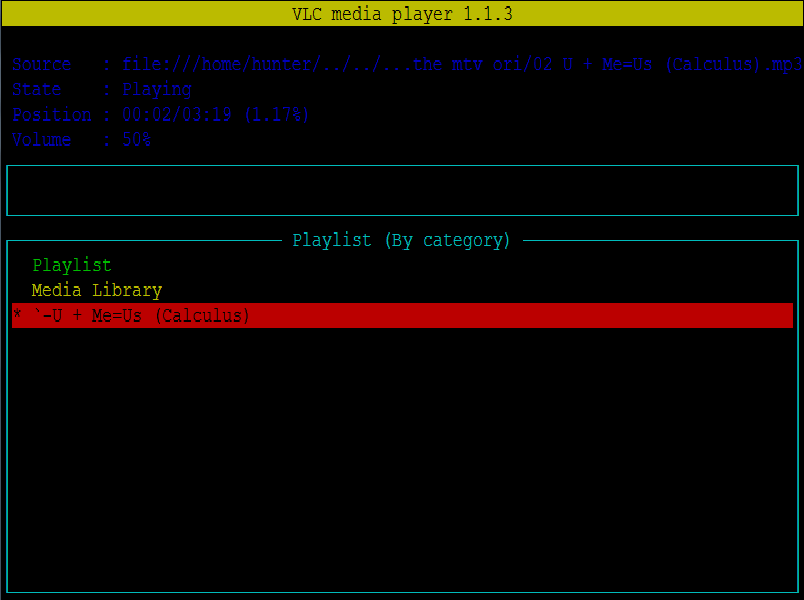 VLC media player 1.1.3
Source : file:///home/hunter/../../...the mtv ori/02 U + Me=Us (Calculus).mp3
State : Playing
Position : 00:02/03:19 (1.17%)
Volume : 50%
Playlist (By category)
Playlist
Media Library
* `-U + Me=Us (Calculus)